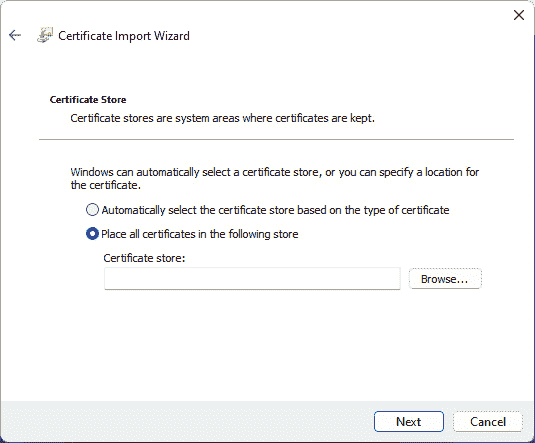 Certificate Import Wizard
Certificate Store
Certificate stores are system areas where certificates are kept.
Windows can automatically select a certificate store, or you can specify a location for
the certificate.
Automatically select the certificate store based on the type of certificate
Place all certificates in the following store
Certificate store:
Browse...
Next
Cancel